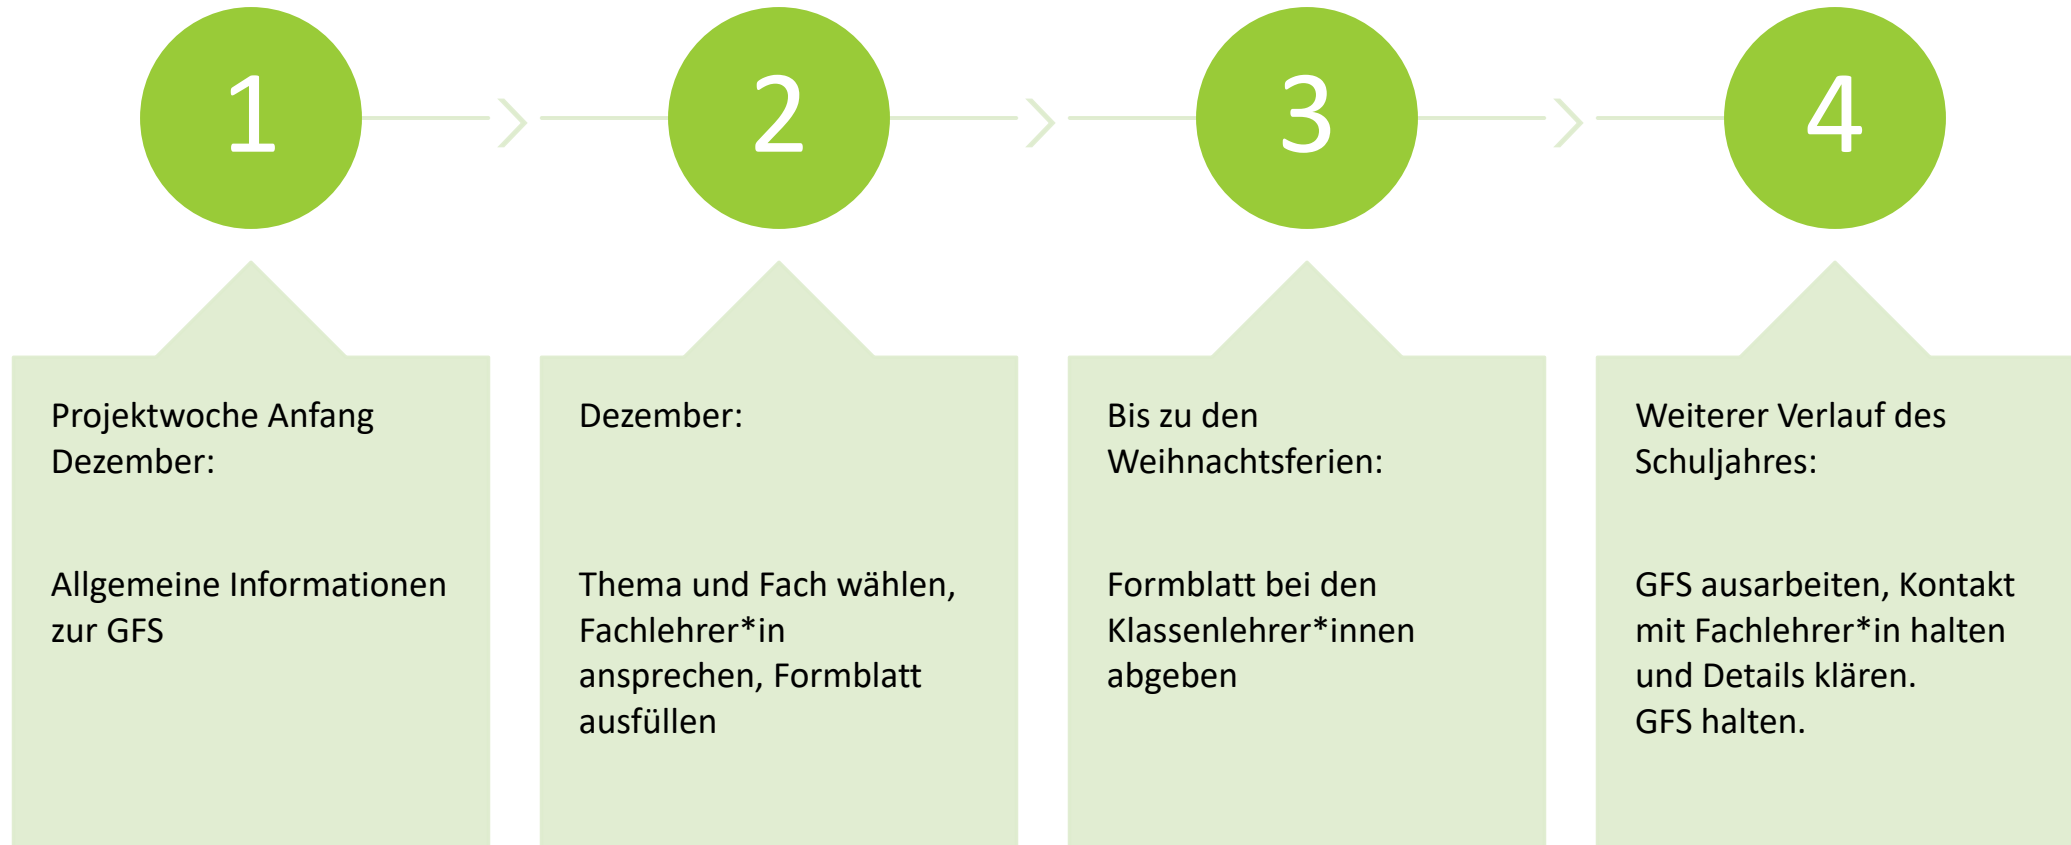 1
2
3
4
Projektwoche Anfang
Dezember:
Allgemeine Informationen
zur GFS
Dezember:
Thema und Fach wählen,
Fachlehrer*in
ansprechen, Formblatt
ausfüllen
Bis zu den
Weihnachtsferien:
Formblatt bei den
Klassenlehrer*innen
abgeben
Weiterer Verlauf des
Schuljahres:
GFS ausarbeiten, Kontakt
mit Fachlehrer*in halten
und Details klären.
GFS halten.